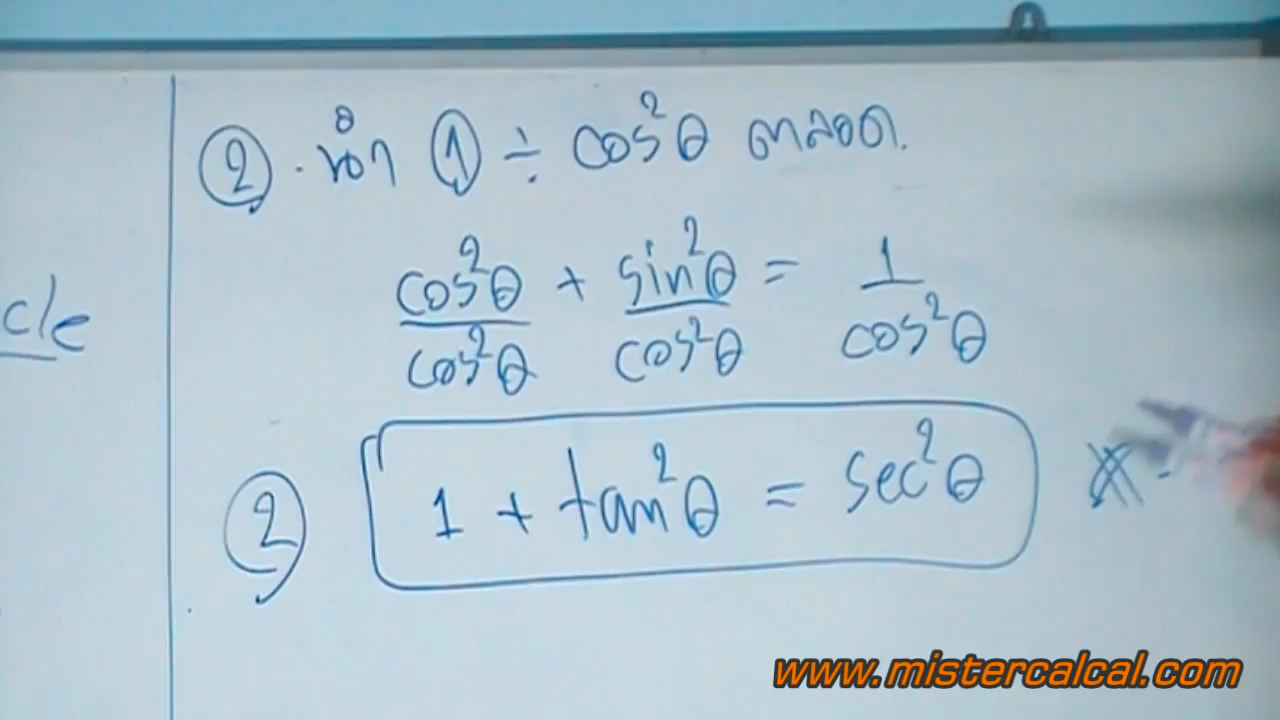 ② . นำ ① ÷ cos²θ ตลอด.
cos²θ/cos²θ + sin²θ/cos²θ = 1/cos²θ
cle
② 1 + tan²θ = sec²θ
www.mistercalcal.com